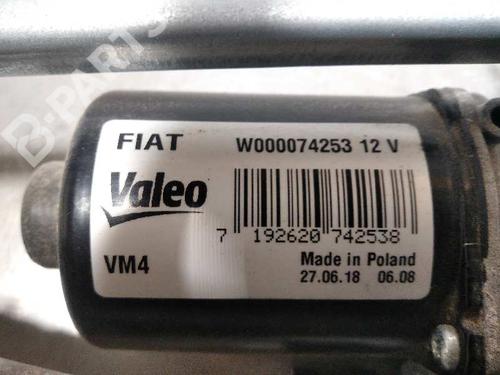 B-PARTS
FIAT W000074253 12 V
Valeo
7 192620 742538
VM4 Made in Poland
27.06.18 06.08